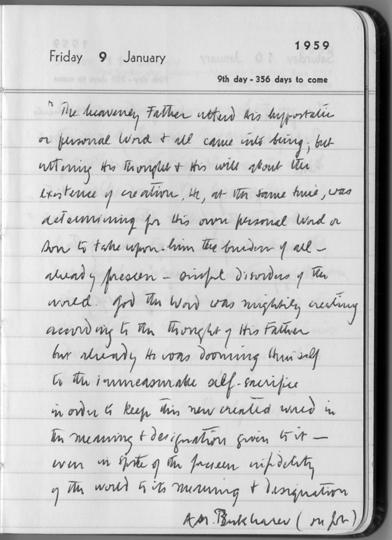 1959
Friday 9 January
9th day - 356 days to come
"The heavenly Father uttered His hypostatic
or personal Word & all came into being; but
uttering His thought & His will about the
existence of creation, He, at the same time, was
determining for His own personal Word or
Son to take upon him the burden of all –
already foreseen – sinful disorders of the
world. God the Word was mightily creating
according to the thought of His Father
but already He was dooming Himself
to the immeasurable self-sacrifice
in order to keep this new created world in
the meaning & designation given to it –
even in spite of the foreseen infidelity
of the world to its meaning & designation
A.M. (on Job)